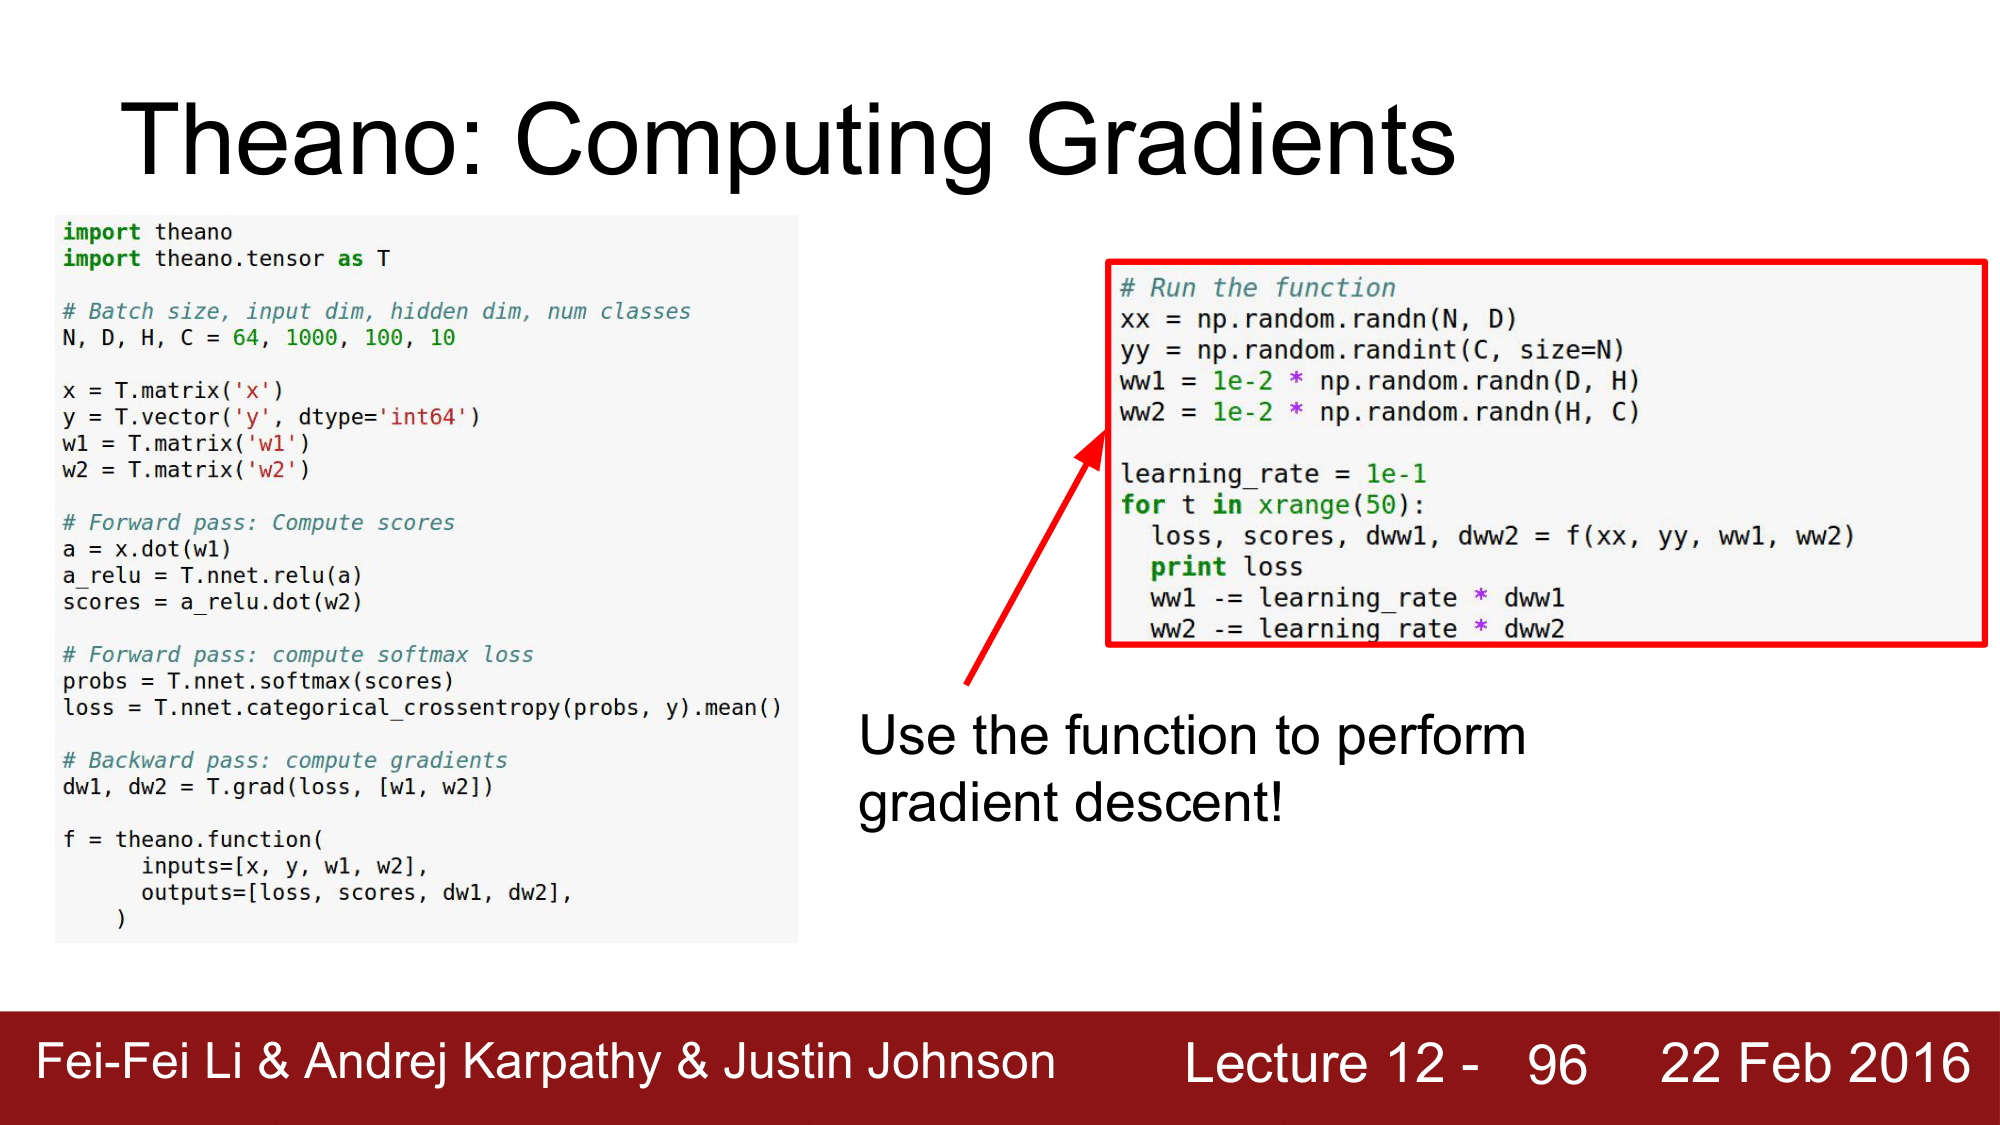 Theano: Computing Gradients
import theano
import theano.tensor as T
# Batch size, input dim, hidden dim, num classes
N, D, H, C = 64, 1000, 100, 10
x = T.matrix('x')
y = T.vector('y', dtype='int64')
w1 = T.matrix('w1')
w2 = T.matrix('w2')
# Forward pass: Compute scores
a = x.dot(w1)
a_relu = T.nnet.relu(a)
scores = a_relu.dot(w2)
# Forward pass: compute softmax loss
probs = T.nnet.softmax(scores)
loss = T.nnet.categorical_crossentropy(probs, y).mean()
# Backward pass: compute gradients
dw1, dw2 = T.grad(loss, [w1, w2])
f = theano.function(
      inputs=[x, y, w1, w2],
      outputs=[loss, scores, dw1, dw2],
    )
# Run the function
xx = np.random.randn(N, D)
yy = np.random.randint(C, size=N)
ww1 = 1e-2 * np.random.randn(D, H)
ww2 = 1e-2 * np.random.randn(H, C)
learning_rate = 1e-1
for t in xrange(50):
  loss, scores, dww1, dww2 = f(xx, yy, ww1, ww2)
  print loss
  ww1 -= learning_rate * dww1
  ww2 -= learning_rate * dww2
Use the function to perform
gradient descent!
Fei-Fei Li & Andrej Karpathy & Justin Johnson
Lecture 12 - 96
22 Feb 2016